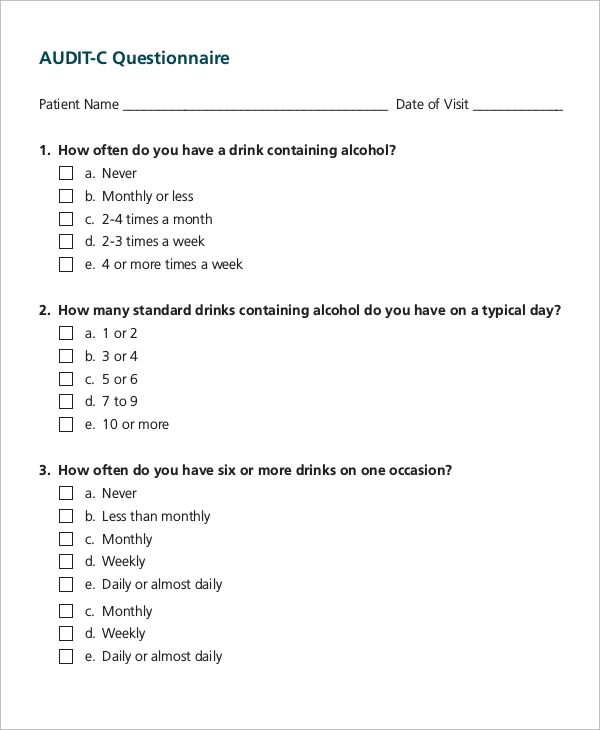 AUDIT-C Questionnaire
Patient Name ________________________________ Date of Visit ___________
1. How often do you have a drink containing alcohol?
a. Never
b. Monthly or less
c. 2-4 times a month
d. 2-3 times a week
e. 4 or more times a week
2. How many standard drinks containing alcohol do you have on a typical day?
a. 1 or 2
b. 3 or 4
c. 5 or 6
d. 7 to 9
e. 10 or more
3. How often do you have six or more drinks on one occasion?
a. Never
b. Less than monthly
c. Monthly
d. Weekly
e. Daily or almost daily
c. Monthly
d. Weekly
e. Daily or almost daily